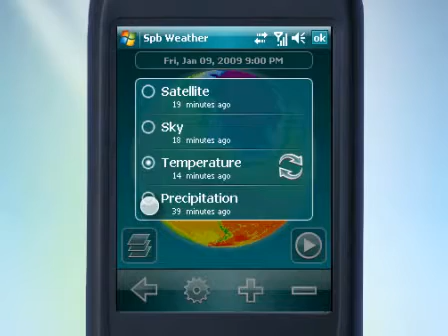 Spb Weather
ok
Fri, Jan 09, 2009 9:00 PM
Satellite
19 minutes ago
Sky
18 minutes ago
Temperature
14 minutes ago
Precipitation
39 minutes ago